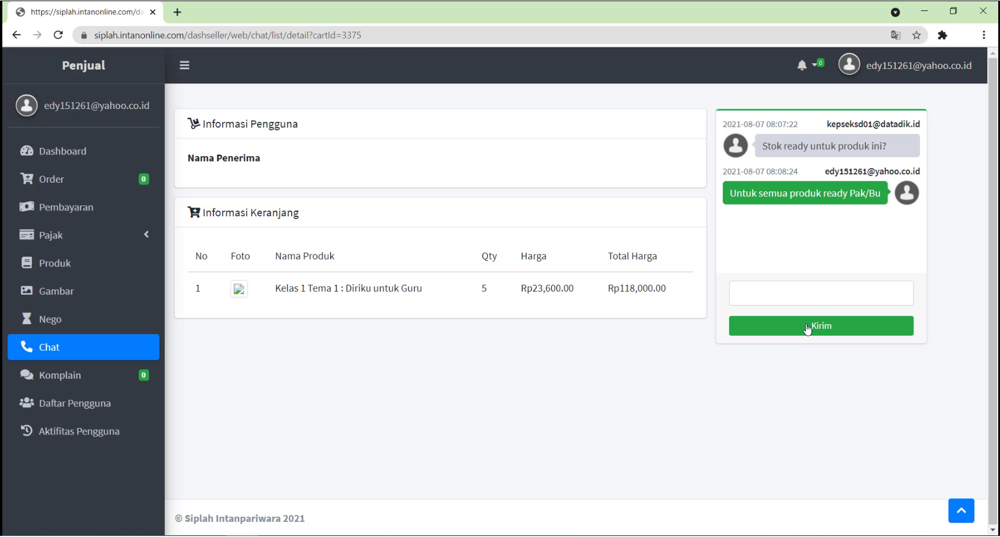 https://siplah.intanonline.com/da
siplah.intanonline.com/dashseller/web/chat/list/detail?cartId=3375
Penjual
0
edy151261@yahoo.co.id
edy151261@yahoo.co.id
Dashboard
Order 0
Pembayaran
Pajak
Produk
Gambar
Nego
Chat
Komplain 0
Daftar Pengguna
Aktifitas Pengguna
Informasi Pengguna
Nama Penerima
Informasi Keranjang
No Foto Nama Produk Qty Harga Total Harga
1 Kelas 1 Tema 1 : Diriku untuk Guru 5 Rp23,600.00 Rp118,000.00
2021-08-07 08:07:22 kepseksd01@datadik.id
Stok ready untuk produk ini?
2021-08-07 08:08:24 edy151261@yahoo.co.id
Untuk semua produk ready Pak/Bu
Kirim
© Siplah Intanpariwara 2021